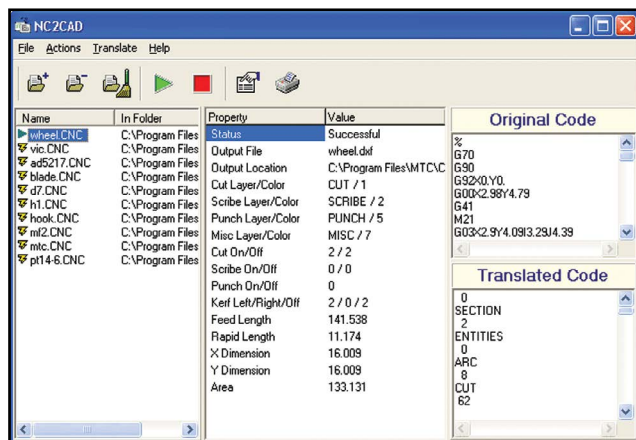 NC2CAD
File Actions Translate Help
Name In Folder
wheel.CNC C:\Program Files
vic.CNC C:\Program Files
ad5217.CNC C:\Program Files
blade.CNC C:\Program Files
d7.CNC C:\Program Files
h1.CNC C:\Program Files
hook.CNC C:\Program Files
mf2.CNC C:\Program Files
mtc.CNC C:\Program Files
pt14-6.CNC C:\Program Files
Property Value
Status Successful
Output File wheel.dxf
Output Location C:\Program Files\MTC\C
Cut Layer/Color CUT / 1
Scribe Layer/Color SCRIBE / 2
Punch Layer/Color PUNCH / 5
Misc Layer/Color MISC / 7
Cut On/Off 2 / 2
Scribe On/Off 0 / 0
Punch On/Off 0
Kerf Left/Right/Off 2 / 0 / 2
Feed Length 141.538
Rapid Length 11.174
X Dimension 16.009
Y Dimension 16.009
Area 133.131
Original Code
%
G70
G90
G92X0.Y0.
G00X2.98Y4.79
G41
M21
G03X2.9Y4.09I3.29J4.39
Translated Code
0
SECTION
2
ENTITIES
0
ARC
8
CUT
62